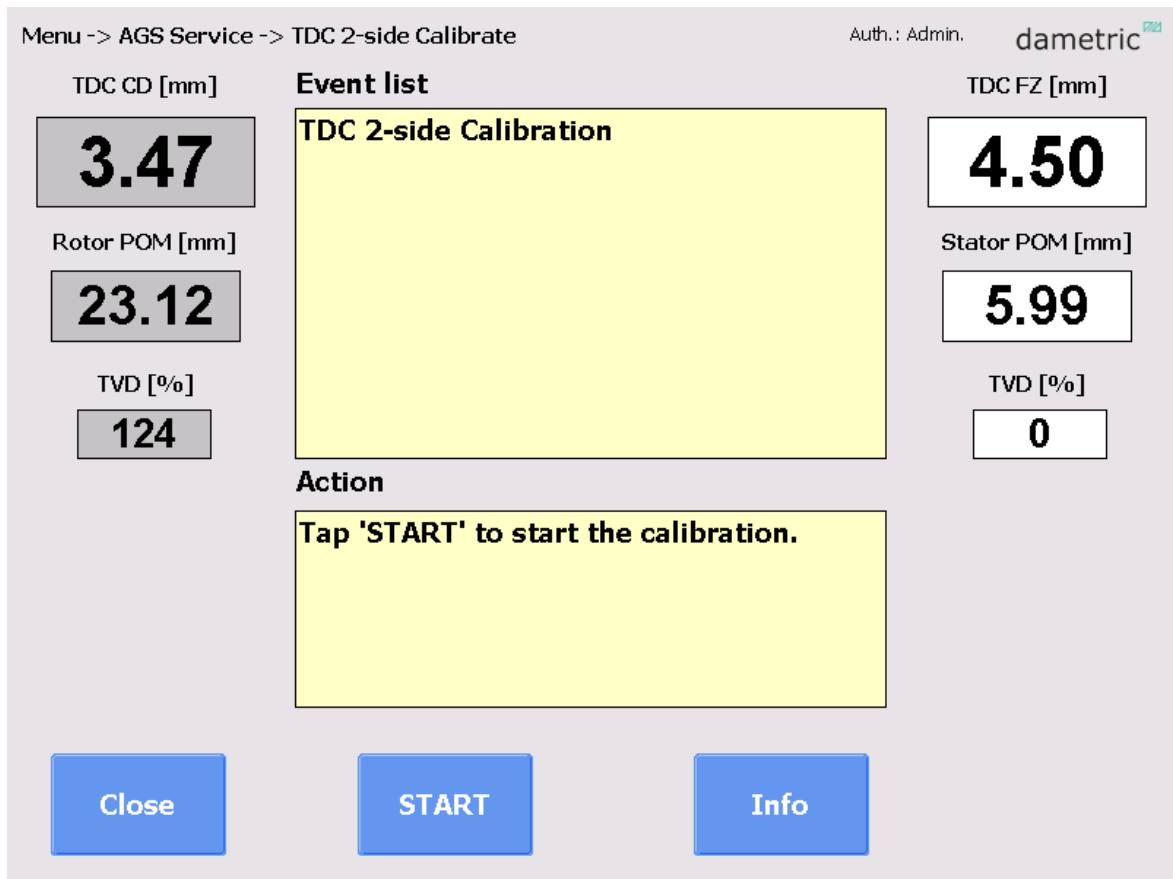 Menu -> AGS Service -> TDC 2-side Calibrate
Auth.: Admin.
dametric
TDC CD [mm]
3.47
Rotor POM [mm]
23.12
TVD [%]
124
Event list
TDC 2-side Calibration
Action
Tap 'START' to start the calibration.
TDC FZ [mm]
4.50
Stator POM [mm]
5.99
TVD [%]
0
Close
START
Info